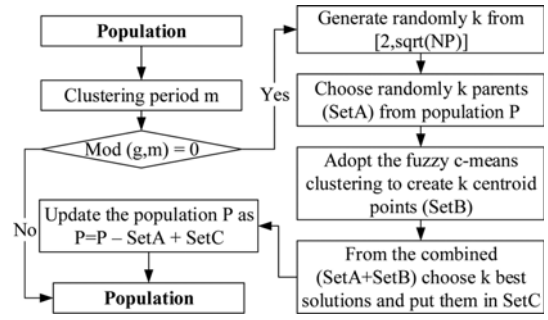 Population
Clustering period m
Mod (g,m) = 0
Yes
No
Generate randomly k from
[2,sqrt(NP)]
Choose randomly k parents
(SetA) from population P
Adopt the fuzzy c-means
clustering to create k centroid
points (SetB)
From the combined
(SetA+SetB) choose k best
solutions and put them in SetC
Update the population P as
P=P – SetA + SetC
Population